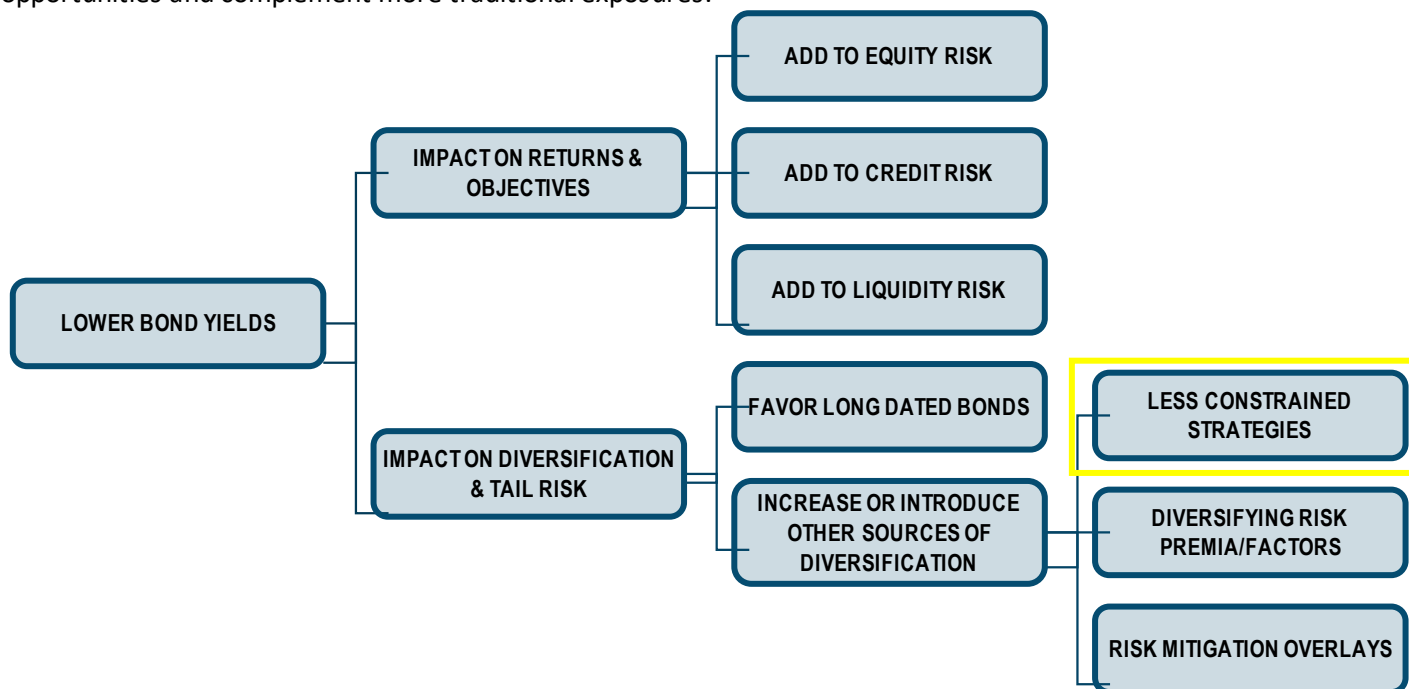 opportunities and complement more traditional exposures.
ADD TO EQUITY RISK
IMPACT ON RETURNS &
OBJECTIVES
ADD TO CREDIT RISK
ADD TO LIQUIDITY RISK
LOWER BOND YIELDS
FAVOR LONG DATED BONDS
LESS CONSTRAINED
STRATEGIES
IMPACT ON DIVERSIFICATION
& TAIL RISK
INCREASE OR INTRODUCE
OTHER SOURCES OF
DIVERSIFICATION
DIVERSIFYING RISK
PREMIA/FACTORS
RISK MITIGATION OVERLAYS